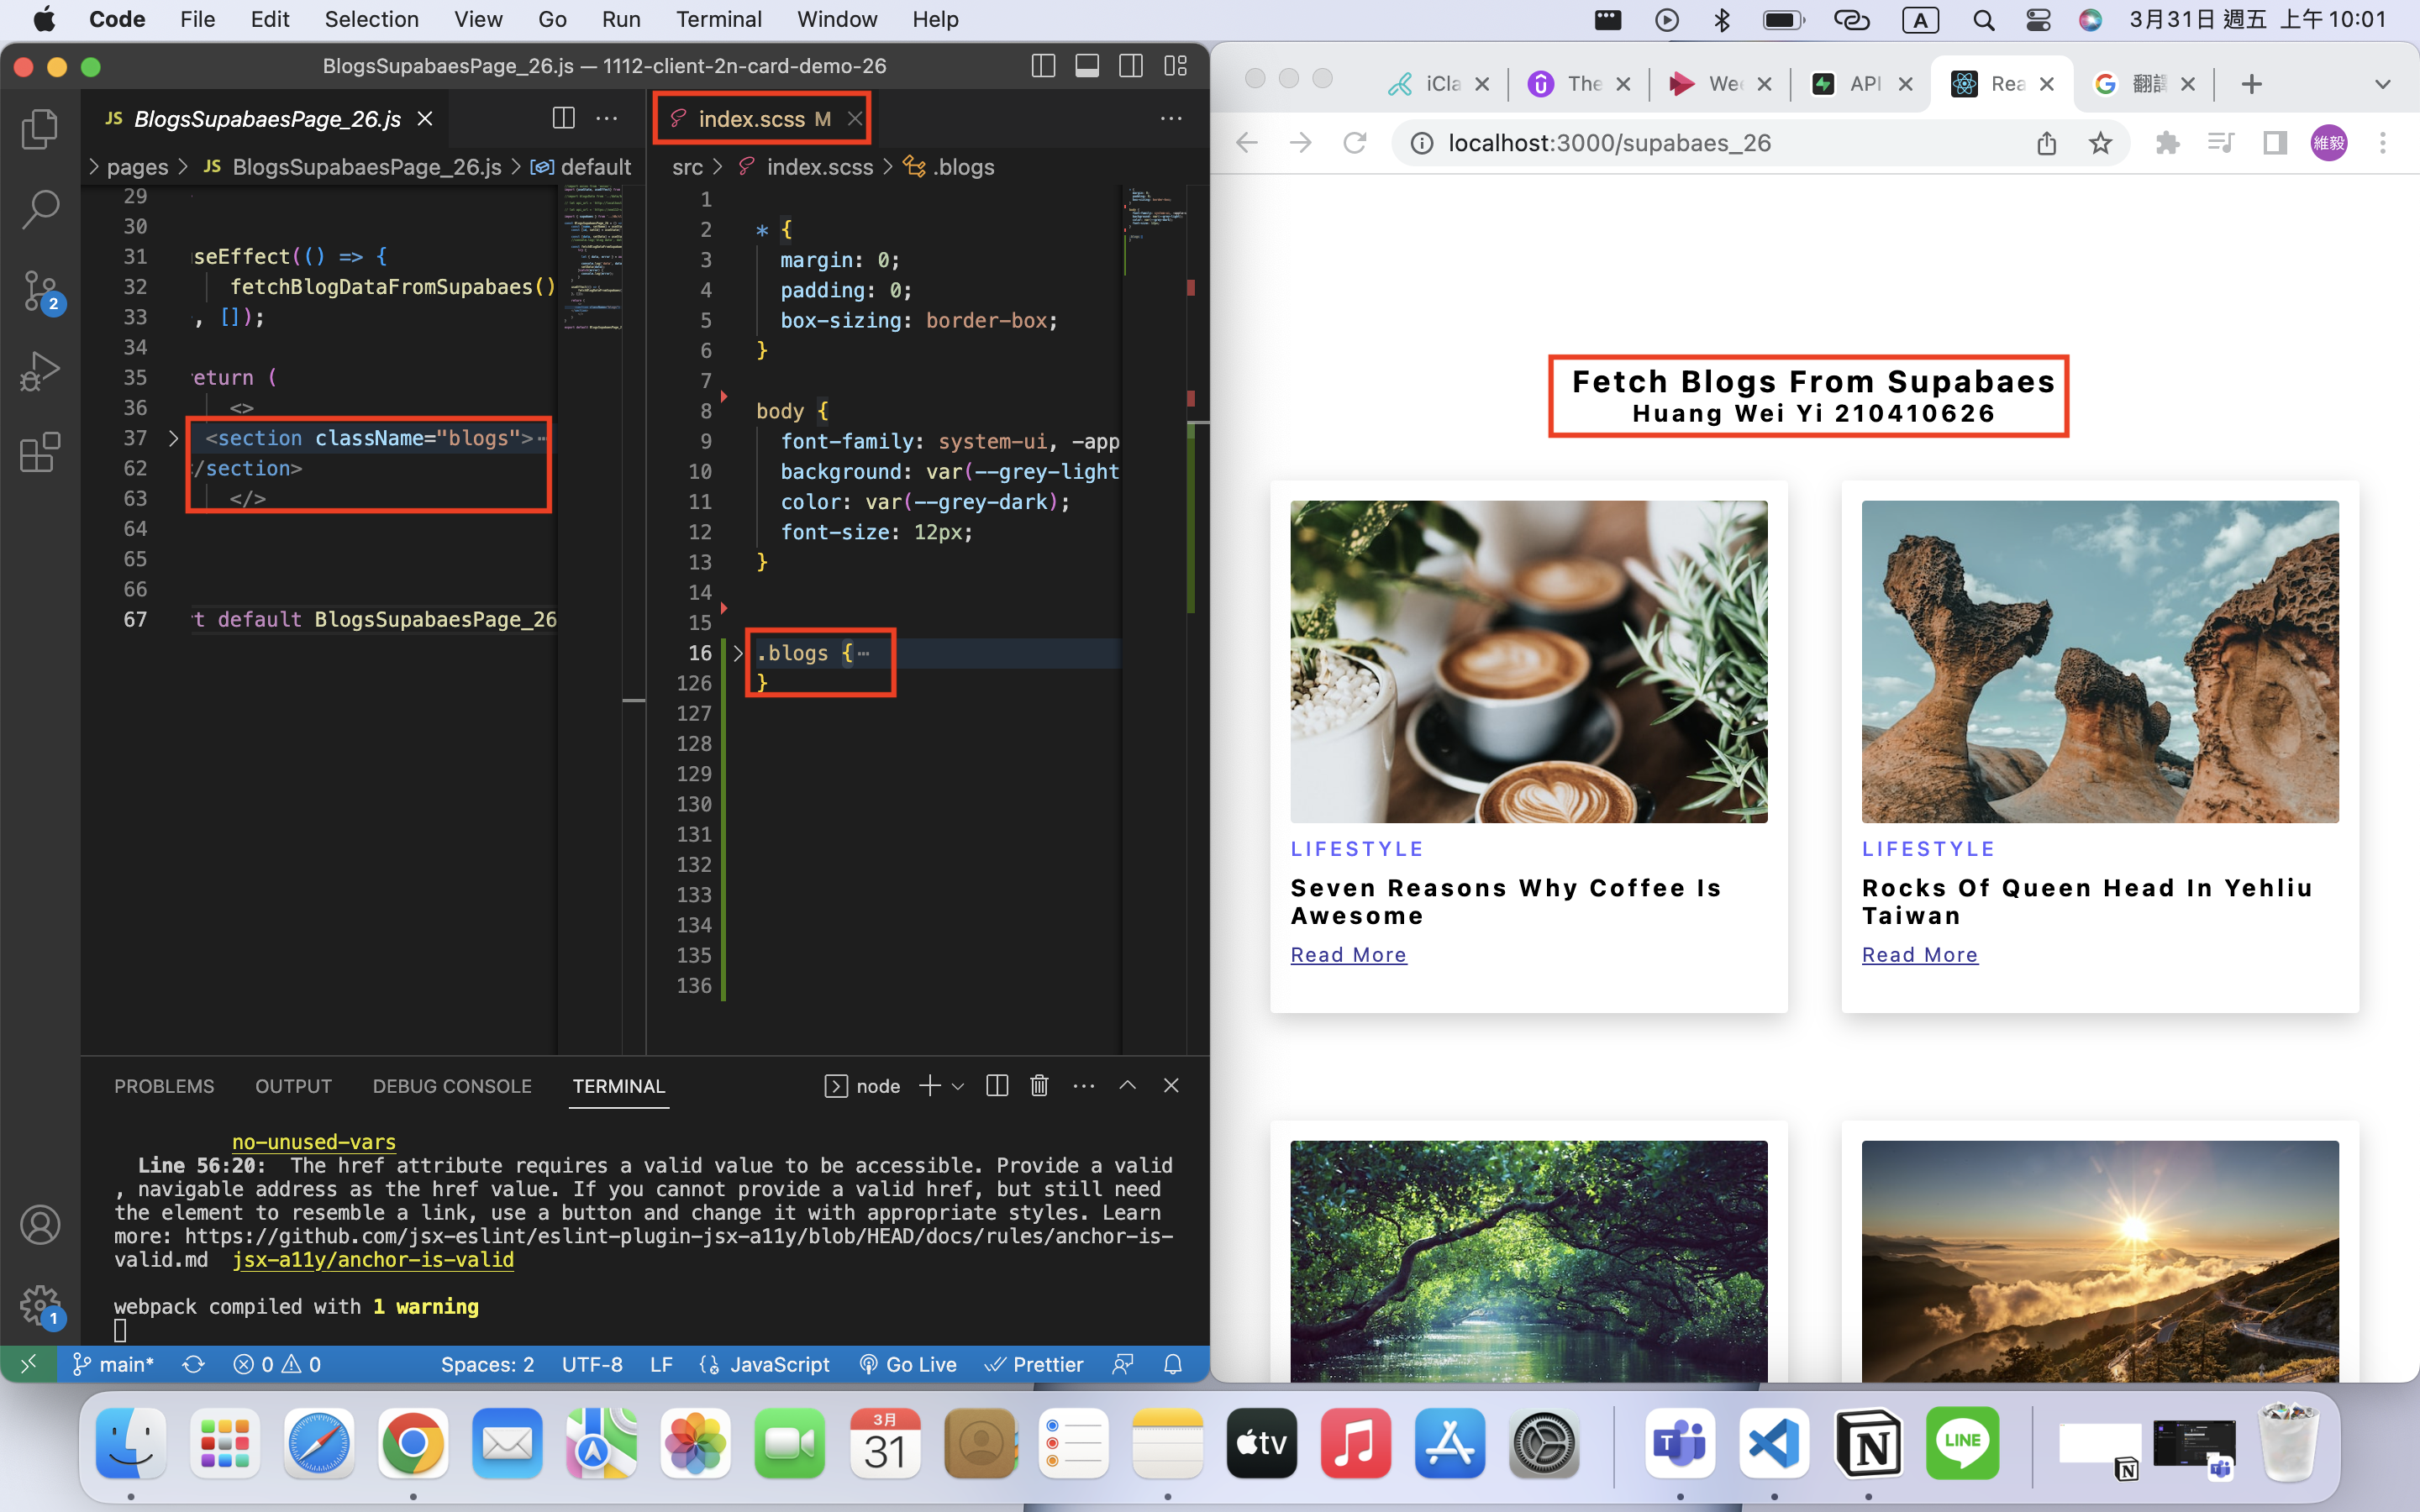 Code File Edit Selection View Go Run Terminal Window Help
A 3月31日 週五 上午 10:01
BlogsSupabaesPage_26.js — 1112-client-2n-card-demo-26
JS BlogsSupabaesPage_26.js
index.scss M
pages > JS BlogsSupabaesPage_26.js > default
src > index.scss > .blogs
29
30
31 seEffect(() => {
32 fetchBlogDataFromSupabaes()
33 , []);
34
35 eturn (
36 <>
37 <section className="blogs">
62 /section>
63 </>
64
65
66
67 t default BlogsSupabaesPage_26
1
2 * {
3 margin: 0;
4 padding: 0;
5 box-sizing: border-box;
6 }
7
8 body {
9 font-family: system-ui, -app
10 background: var(--grey-light
11 color: var(--grey-dark);
12 font-size: 12px;
13 }
14
15
16 .blogs {
126 }
127
128
129
130
131
132
133
134
135
136
2
PROBLEMS OUTPUT DEBUG CONSOLE TERMINAL
node
no-unused-vars
Line 56:20: The href attribute requires a valid value to be accessible. Provide a valid
, navigable address as the href value. If you cannot provide a valid href, but still need
the element to resemble a link, use a button and change it with appropriate styles. Learn
more: https://github.com/jsx-eslint/eslint-plugin-jsx-a11y/blob/HEAD/docs/rules/anchor-is-
valid.md jsx-a11y/anchor-is-valid
webpack compiled with 1 warning
1
main* 0 0 Spaces: 2 UTF-8 LF JavaScript Go Live Prettier
iCla The Wee API Rea 翻譯
localhost:3000/supabaes_26
維毅
Fetch Blogs From Supabaes
Huang Wei Yi 210410626
LIFESTYLE
Seven Reasons Why Coffee Is
Awesome
Read More
LIFESTYLE
Rocks Of Queen Head In Yehliu
Taiwan
Read More
3月
31
tv
LINE